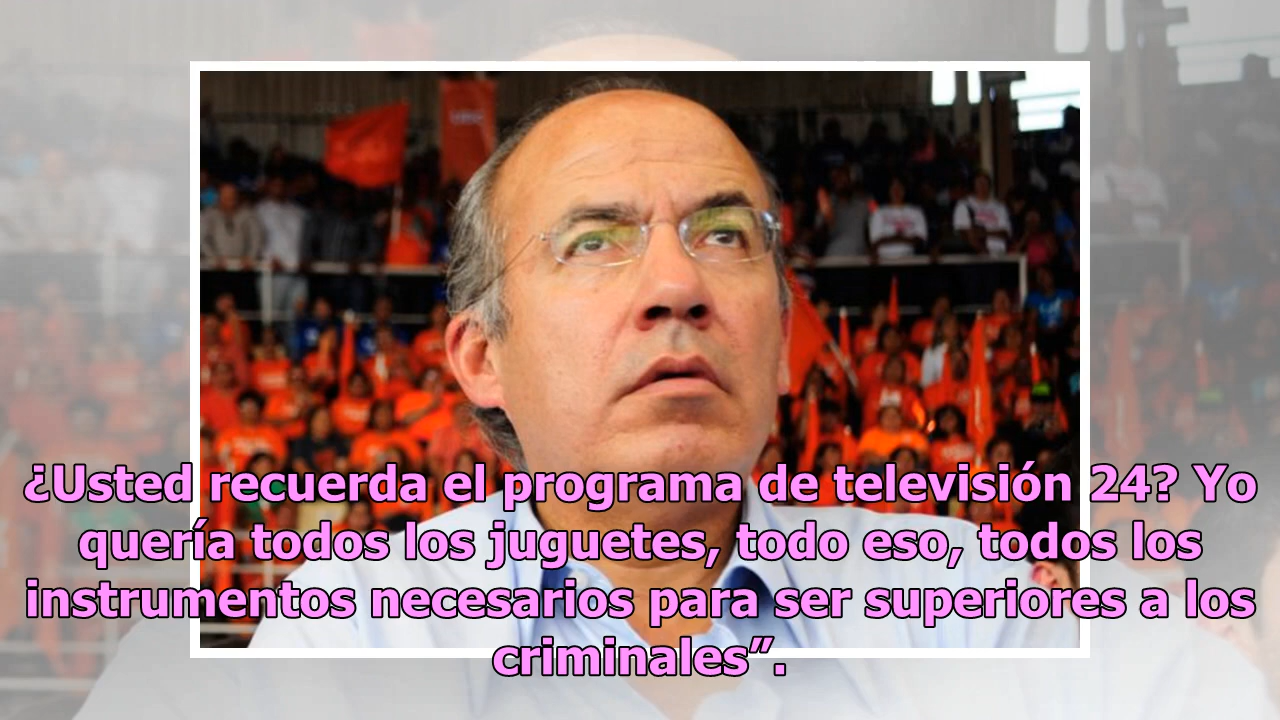 ¿Usted recuerda el programa de televisión 24? Yo
quería todos los juguetes, todo eso, todos los
instrumentos necesarios para ser superiores a los
criminales”.